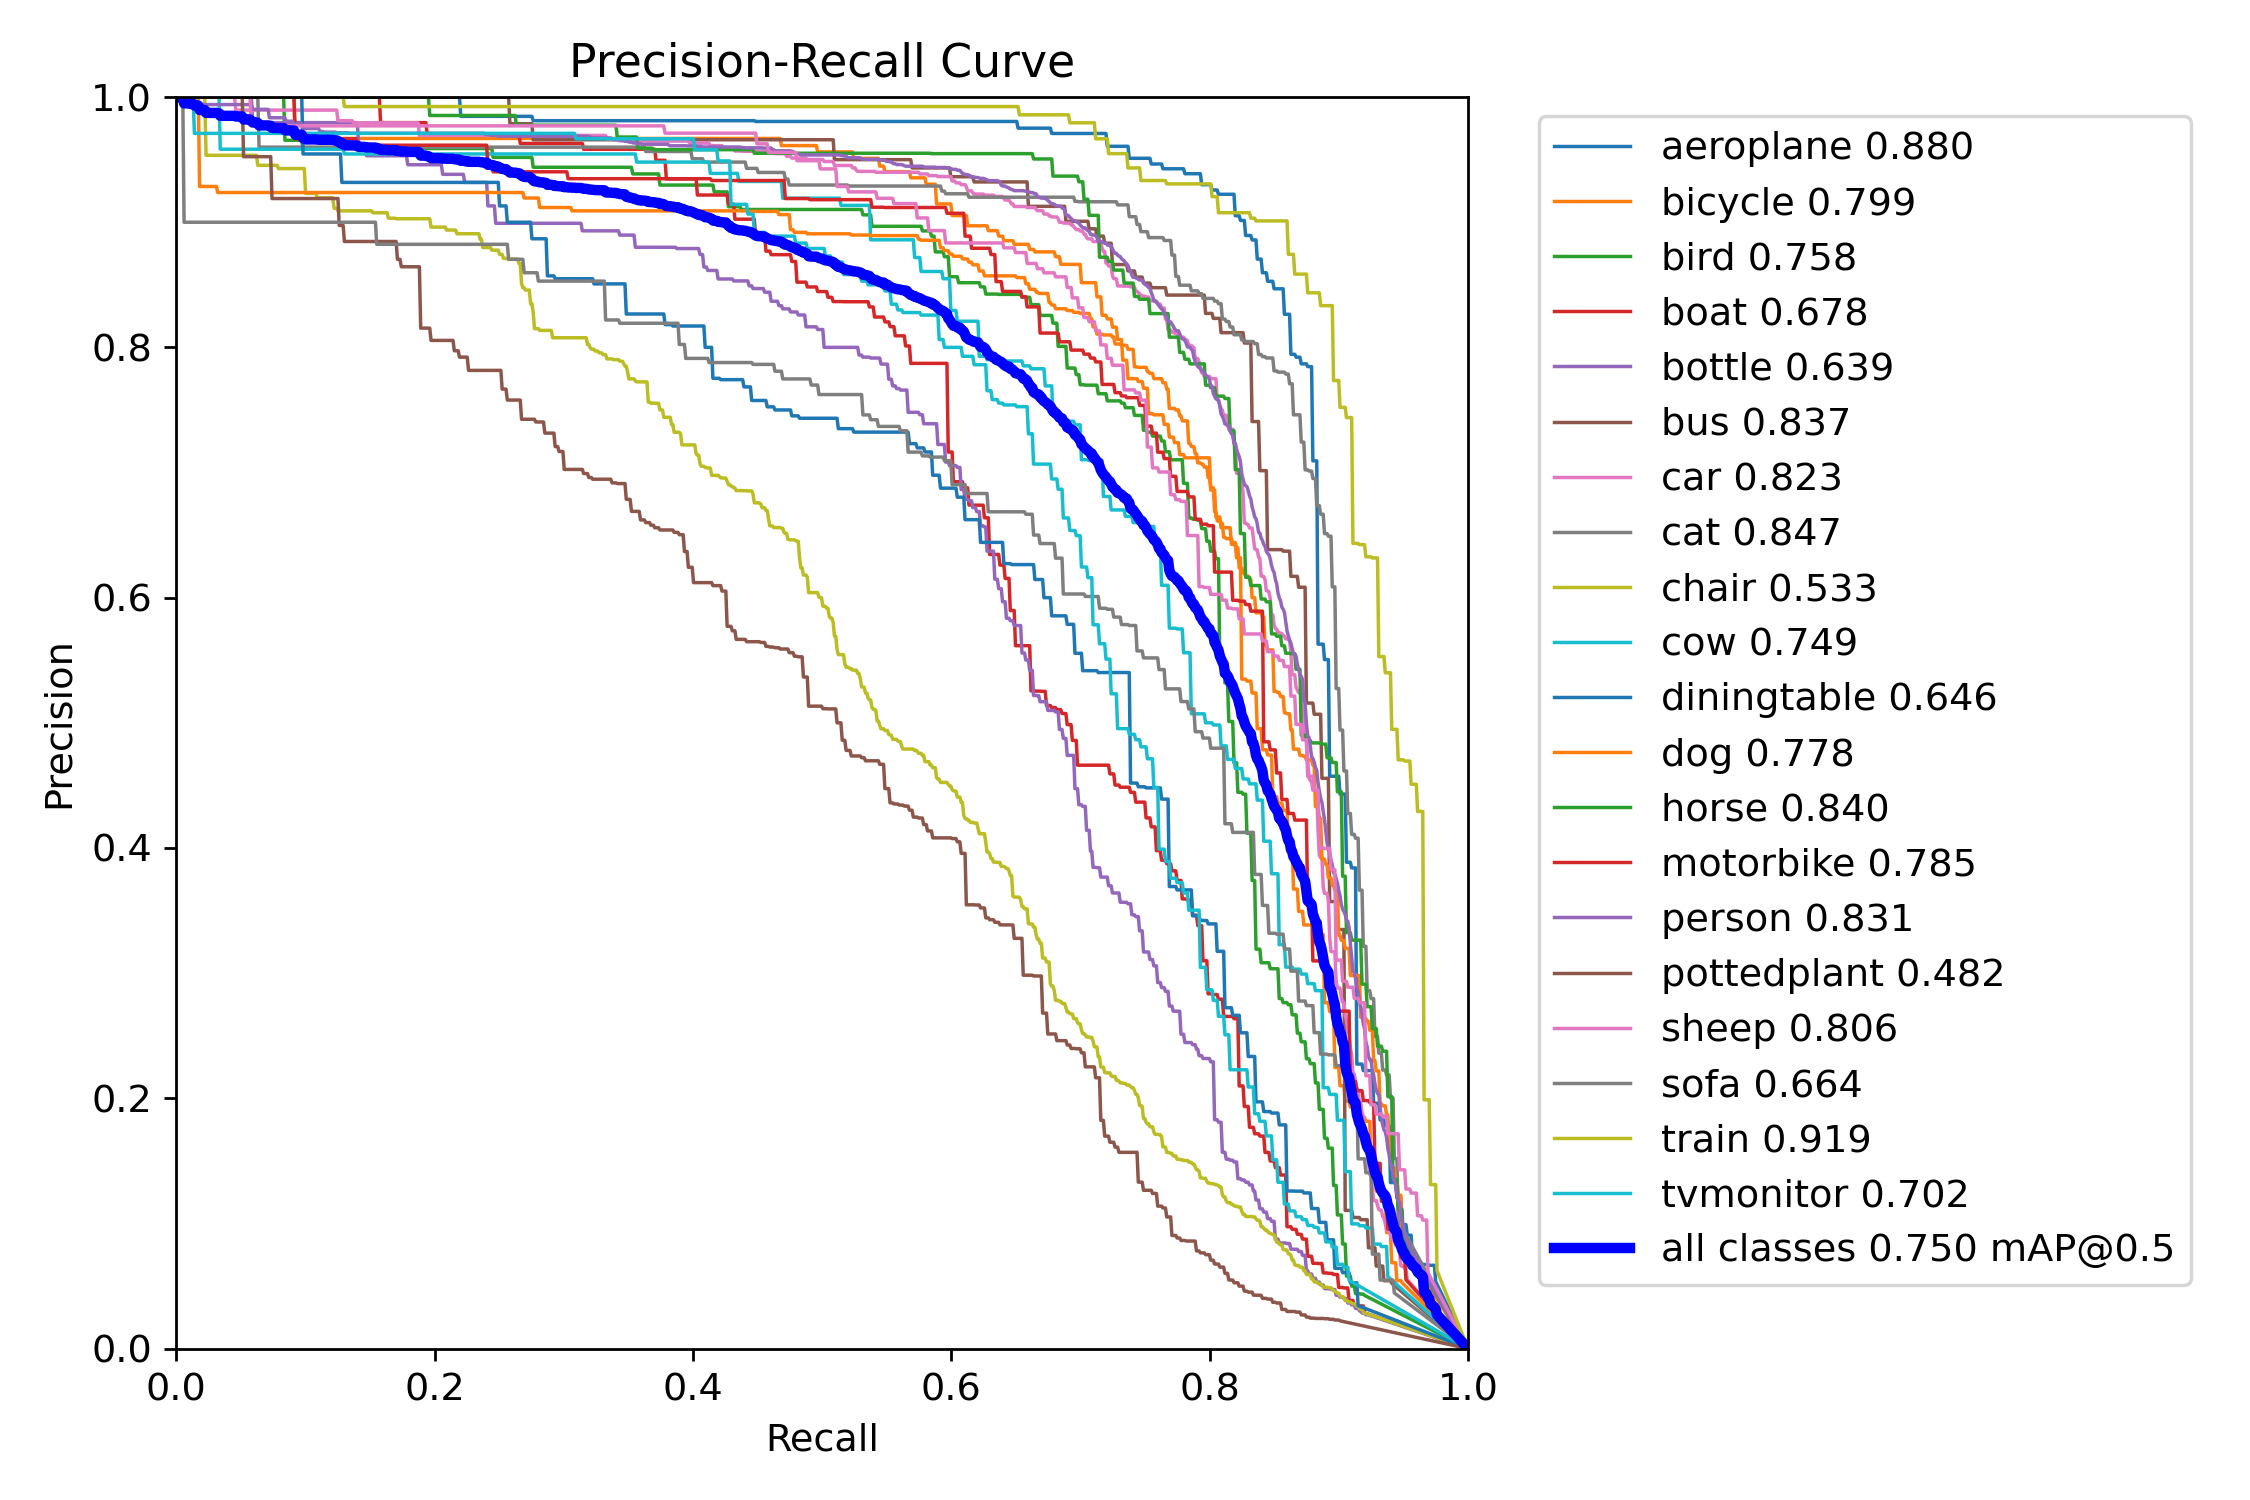 Precision-Recall Curve
1.0
0.8
0.6
0.4
0.2
0.0
Precision
0.0 0.2 0.4 0.6 0.8 1.0
Recall
aeroplane 0.880
bicycle 0.799
bird 0.758
boat 0.678
bottle 0.639
bus 0.837
car 0.823
cat 0.847
chair 0.533
cow 0.749
diningtable 0.646
dog 0.778
horse 0.840
motorbike 0.785
person 0.831
pottedplant 0.482
sheep 0.806
sofa 0.664
train 0.919
tvmonitor 0.702
all classes 0.750 mAP@0.5